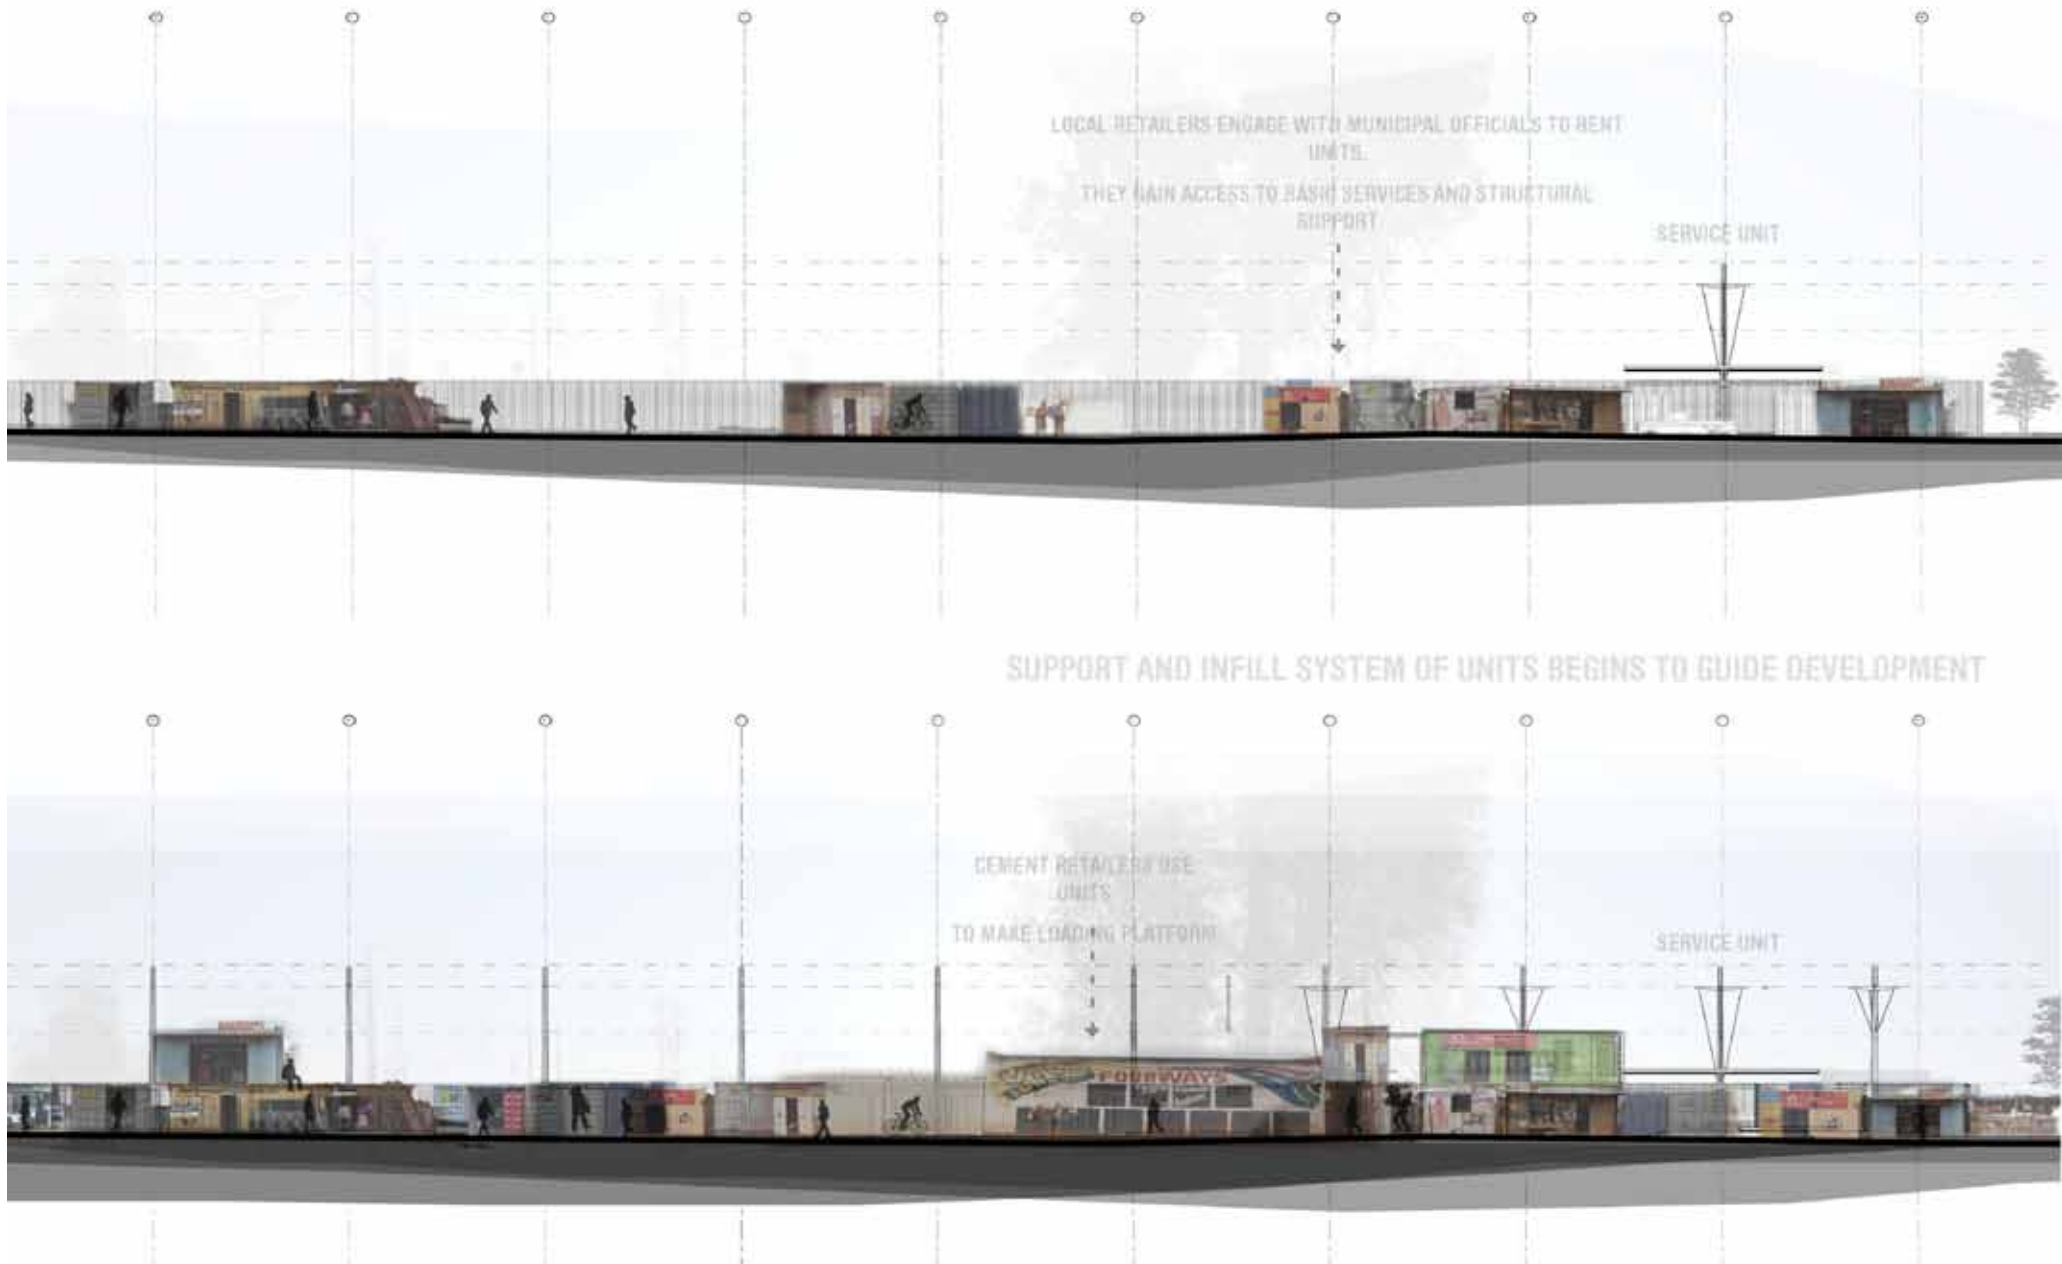 LOCAL RETAILERS ENGAGE WITH MUNICIPAL OFFICIALS TO RENT
UNITS.
THEY GAIN ACCESS TO BASIC SERVICES AND STRUCTURAL
SUPPORT
SERVICE UNIT
SUPPORT AND INFILL SYSTEM OF UNITS BEGINS TO GUIDE DEVELOPMENT
CEMENT RETAILERS USE
UNITS
TO MAKE LOADING PLATFORM
SERVICE UNIT
FOURWAYS